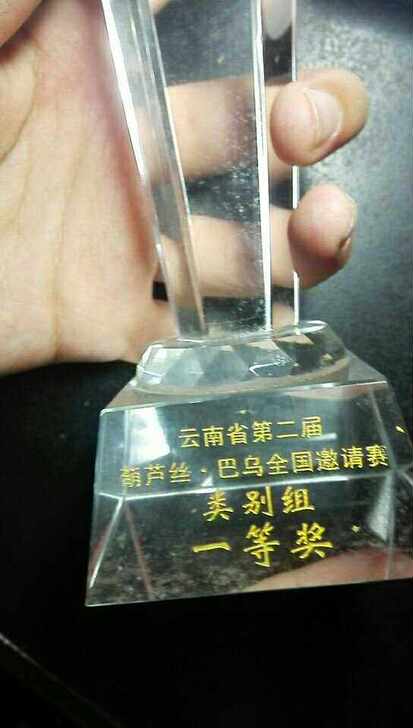 云南省第二届
葫芦丝·巴乌全国邀请赛
类别组
一等奖